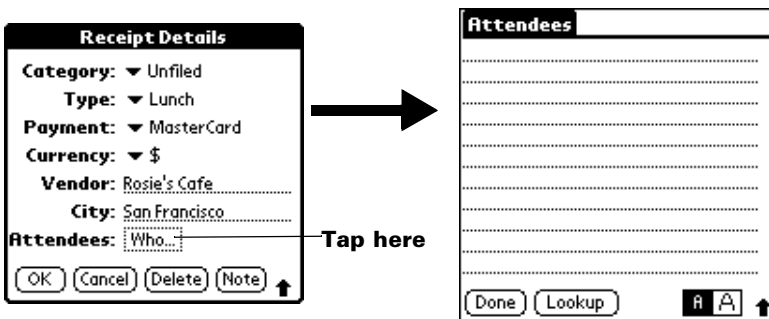 Receipt Details
Category: Unfiled
Type: Lunch
Payment: MasterCard
Currency: $
Vendor: Rosie's Cafe
City: San Francisco
Attendees: Who...
OK Cancel Delete Note
Tap here
Attendees
Done Lookup A A